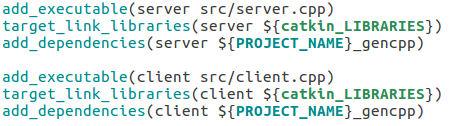 add_executable(server src/server.cpp)
target_link_libraries(server ${catkin_LIBRARIES})
add_dependencies(server ${PROJECT_NAME}_gencpp)
add_executable(client src/client.cpp)
target_link_libraries(client ${catkin_LIBRARIES})
add_dependencies(client ${PROJECT_NAME}_gencpp)